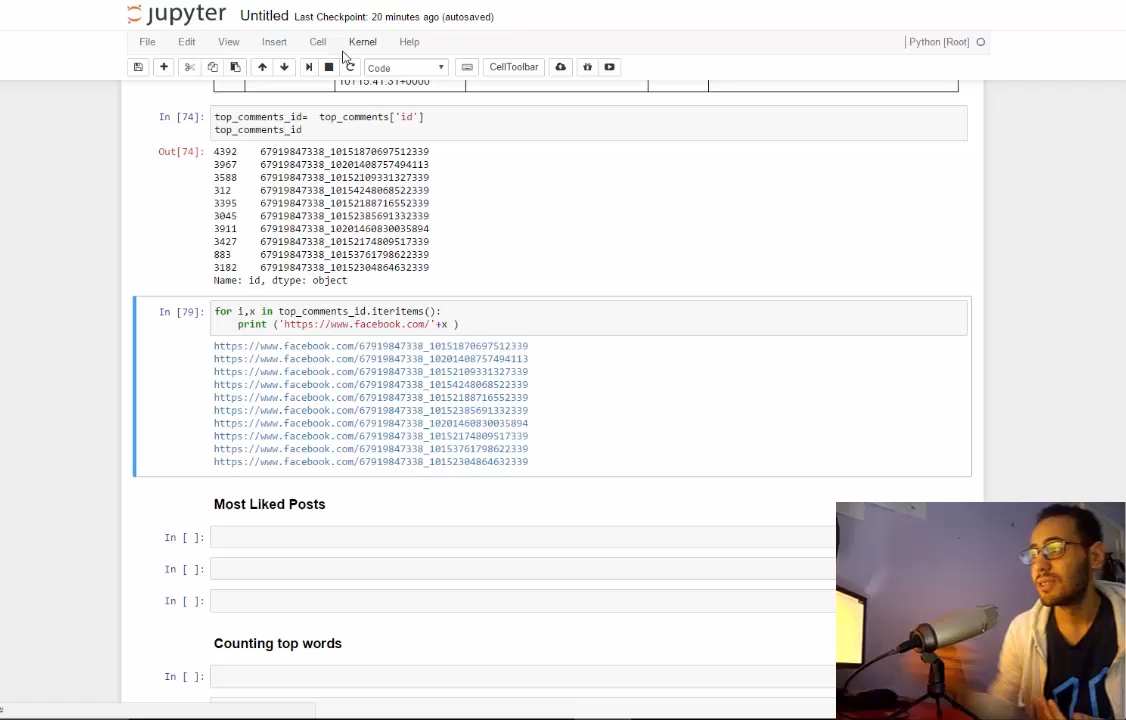 jupyter Untitled Last Checkpoint: 20 minutes ago (autosaved)
File Edit View Insert Cell Kernel Help Python [Root]
Code CellToolbar
In [74]: top_comments_id=  top_comments['id']
top_comments_id
Out[74]: 4392 67919847338_10151870697512339
3967 67919847338_10201408757494113
3588 67919847338_10152109331327339
312 67919847338_10154248068522339
3395 67919847338_10152188716552339
3045 67919847338_10152385691332339
3911 67919847338_10201460830035894
3427 67919847338_10152174809517339
883 67919847338_10153761798622339
3182 67919847338_10152304864632339
Name: id, dtype: object
In [79]: for i,x in top_comments_id.iteritems():
print ('https://www.facebook.com/'+x )
https://www.facebook.com/67919847338_10151870697512339
https://www.facebook.com/67919847338_10201408757494113
https://www.facebook.com/67919847338_10152109331327339
https://www.facebook.com/67919847338_10154248068522339
https://www.facebook.com/67919847338_10152188716552339
https://www.facebook.com/67919847338_10152385691332339
https://www.facebook.com/67919847338_10201460830035894
https://www.facebook.com/67919847338_10152174809517339
https://www.facebook.com/67919847338_10153761798622339
https://www.facebook.com/67919847338_10152304864632339
Most Liked Posts
In [ ]:
In [ ]:
In [ ]:
Counting top words
In [ ]:
#